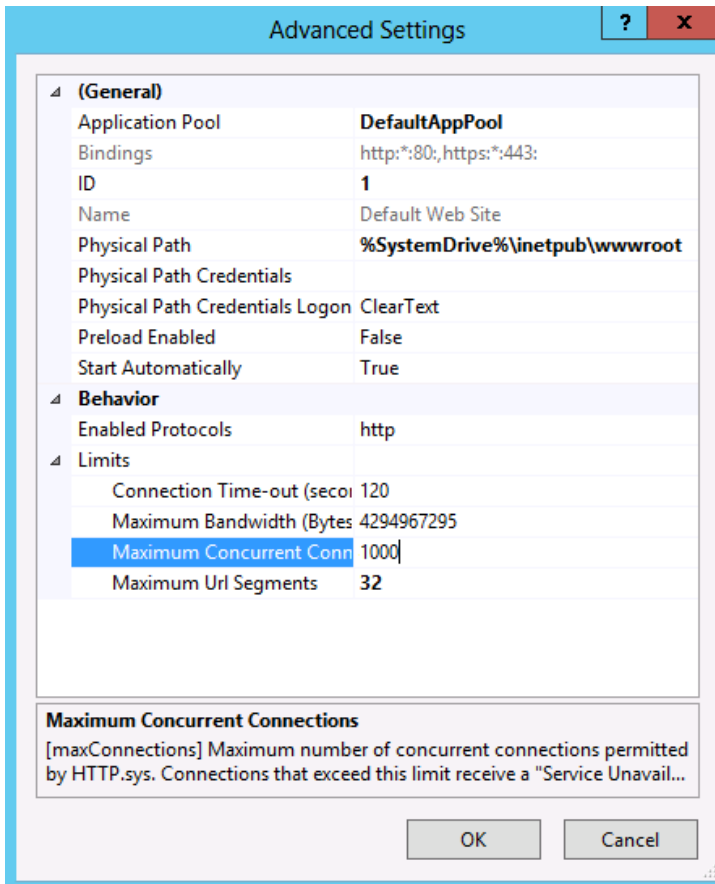 Advanced Settings ? x
(General)
Application Pool DefaultAppPool
Bindings http:*:80:,https:*:443:
ID 1
Name Default Web Site
Physical Path %SystemDrive%\inetpub\wwwroot
Physical Path Credentials
Physical Path Credentials Logon ClearText
Preload Enabled False
Start Automatically True
Behavior
Enabled Protocols http
Limits
Connection Time-out (secon 120
Maximum Bandwidth (Bytes 4294967295
Maximum Concurrent Conn 1000
Maximum Url Segments 32
Maximum Concurrent Connections
[maxConnections] Maximum number of concurrent connections permitted
by HTTP.sys. Connections that exceed this limit receive a "Service Unavail...
OK Cancel